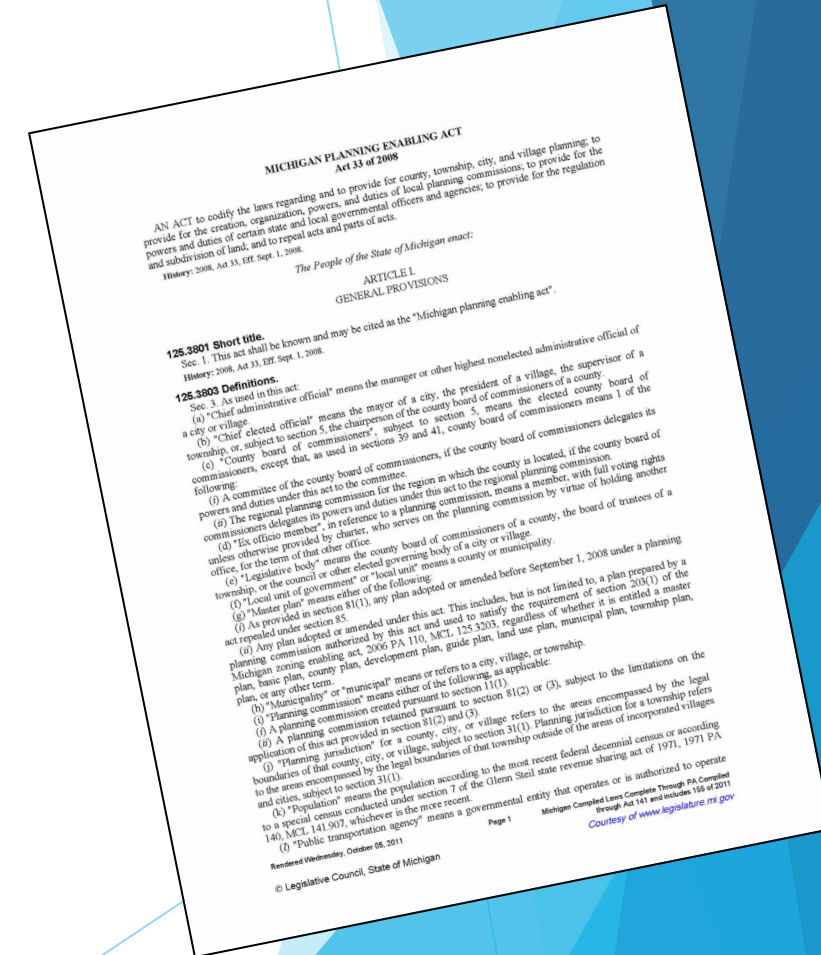 MICHIGAN PLANNING ENABLING ACT
Act 33 of 2008
AN ACT to codify the laws regarding and to provide for county, township, city, and village planning; to
provide for the creation, organization, powers, and duties of local planning commissions; to provide for the
powers and duties of certain state and local governmental officers and agencies; to provide for the regulation
and subdivision of land; and to repeal acts and parts of acts.
History: 2008, Act 33, Eff. Sept. 1, 2008.
The People of the State of Michigan enact:
ARTICLE I.
GENERAL PROVISIONS
125.3801 Short title.
Sec. 1. This act shall be known and may be cited as the "Michigan planning enabling act".
History: 2008, Act 33, Eff. Sept. 1, 2008.
125.3803 Definitions.
Sec. 3. As used in this act:
(a) "Chief administrative official" means the manager or other highest nonelected administrative official of
a city or village.
(b) "Chief elected official" means the mayor of a city, the president of a village, the supervisor of a
township, or, subject to section 5, the chairperson of the county board of commissioners of a county.
(c) "County board of commissioners", subject to section 5, means the elected county board of
commissioners, except that, as used in sections 39 and 41, county board of commissioners means 1 of the
following:
(i) A committee of the county board of commissioners, if the county board of commissioners delegates its
powers and duties under this act to the committee.
(ii) The regional planning commission for the region in which the county is located, if the county board of
commissioners delegates its powers and duties under this act to the regional planning commission.
(d) "Ex officio member", in reference to a planning commission, means a member, with full voting rights
unless otherwise provided by charter, who serves on the planning commission by virtue of holding another
office, for the term of that other office.
(e) "Legislative body" means the county board of commissioners of a county, the board of trustees of a
township, or the council or other elected governing body of a city or village.
(f) "Local unit of government" or "local unit" means a county or municipality.
(g) "Master plan" means either of the following:
(i) As provided in section 81(1), any plan adopted or amended before September 1, 2008 under a planning
act repealed under section 85.
(ii) Any plan adopted or amended under this act. This includes, but is not limited to, a plan prepared by a
planning commission authorized by this act and used to satisfy the requirement of section 203(1) of the
Michigan zoning enabling act, 2006 PA 110, MCL 125.3203, regardless of whether it is entitled a master
plan, basic plan, county plan, development plan, guide plan, land use plan, municipal plan, township plan,
plan, or any other term.
(h) "Municipality" or "municipal" means or refers to a city, village, or township.
(i) "Planning commission" means either of the following, as applicable:
(i) A planning commission created pursuant to section 11(1).
(ii) A planning commission retained pursuant to section 81(2) or (3), subject to the limitations on the
application of this act provided in section 81(2) and (3).
(j) "Planning jurisdiction" for a county, city, or village refers to the areas encompassed by the legal
boundaries of that county, city, or village, subject to section 31(1). Planning jurisdiction for a township refers
to the areas encompassed by the legal boundaries of that township outside of the areas of incorporated villages
and cities, subject to section 31(1).
(k) "Population" means the population according to the most recent federal decennial census or according
to a special census conducted under section 7 of the Glenn Steil state revenue sharing act of 1971, 1971 PA
140, MCL 141.907, whichever is the more recent.
(l) "Public transportation agency" means a governmental entity that operates or is authorized to operate
Rendered Wednesday, October 05, 2011
Page 1
Michigan Compiled Laws Complete Through PA Compiled
through Act 141 and includes 155 of 2011
© Legislative Council, State of Michigan
Courtesy of www.legislature.mi.gov